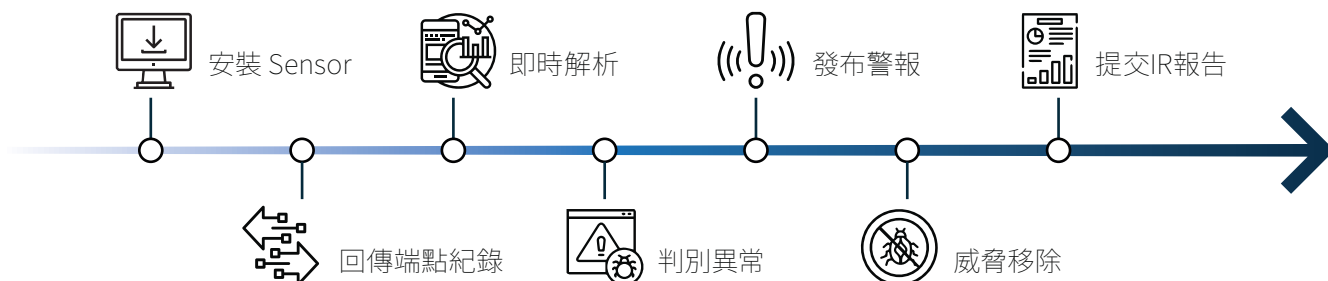 安裝 Sensor
回傳端點紀錄
即時解析
判別異常
發布警報
威脅移除
提交IR報告